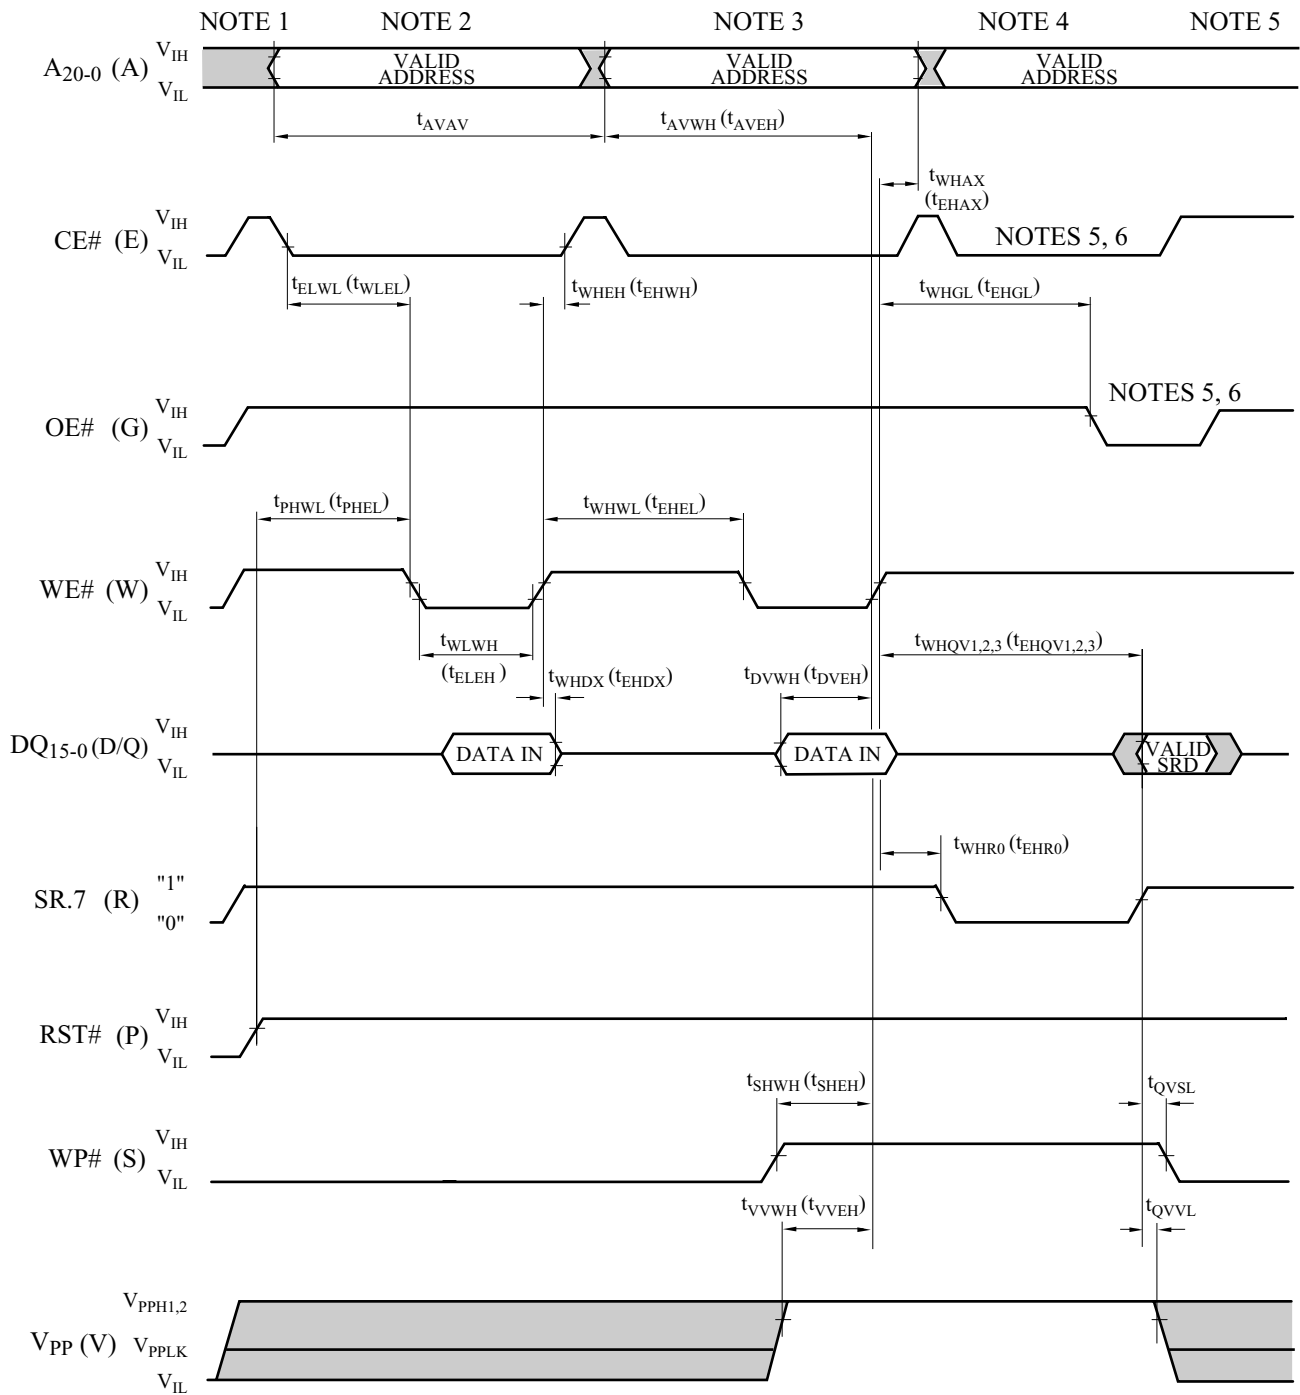 NOTE 1 NOTE 2 NOTE 3 NOTE 4 NOTE 5
A20-0 (A) VIH VIL
VALID ADDRESS VALID ADDRESS VALID ADDRESS
tAVAV tAVWH (tAVEH)
tWHAX
(tEHAX)
CE# (E) VIH VIL NOTES 5, 6
tELWL (tWLEL) tWHEH (tEHWH) tWHGL (tEHGL)
OE# (G) VIH VIL NOTES 5, 6
tPHWL (tPHEL) tWHWL (tEHEL)
WE# (W) VIH VIL
tWLWH
(tELEH)
tWHDX (tEHDX) tDVWH (tDVEH) tWHQV1,2,3 (tEHQV1,2,3)
DQ15-0 (D/Q) VIH VIL DATA IN DATA IN VALID SRD
tWHR0 (tEHR0)
SR.7 (R) "1" "0"
RST# (P) VIH VIL
tSHWH (tSHEH) tQVSL
WP# (S) VIH VIL
tVVWH (tVVEH) tQVVL
VPP (V) VPPH1,2 VPPLK VIL